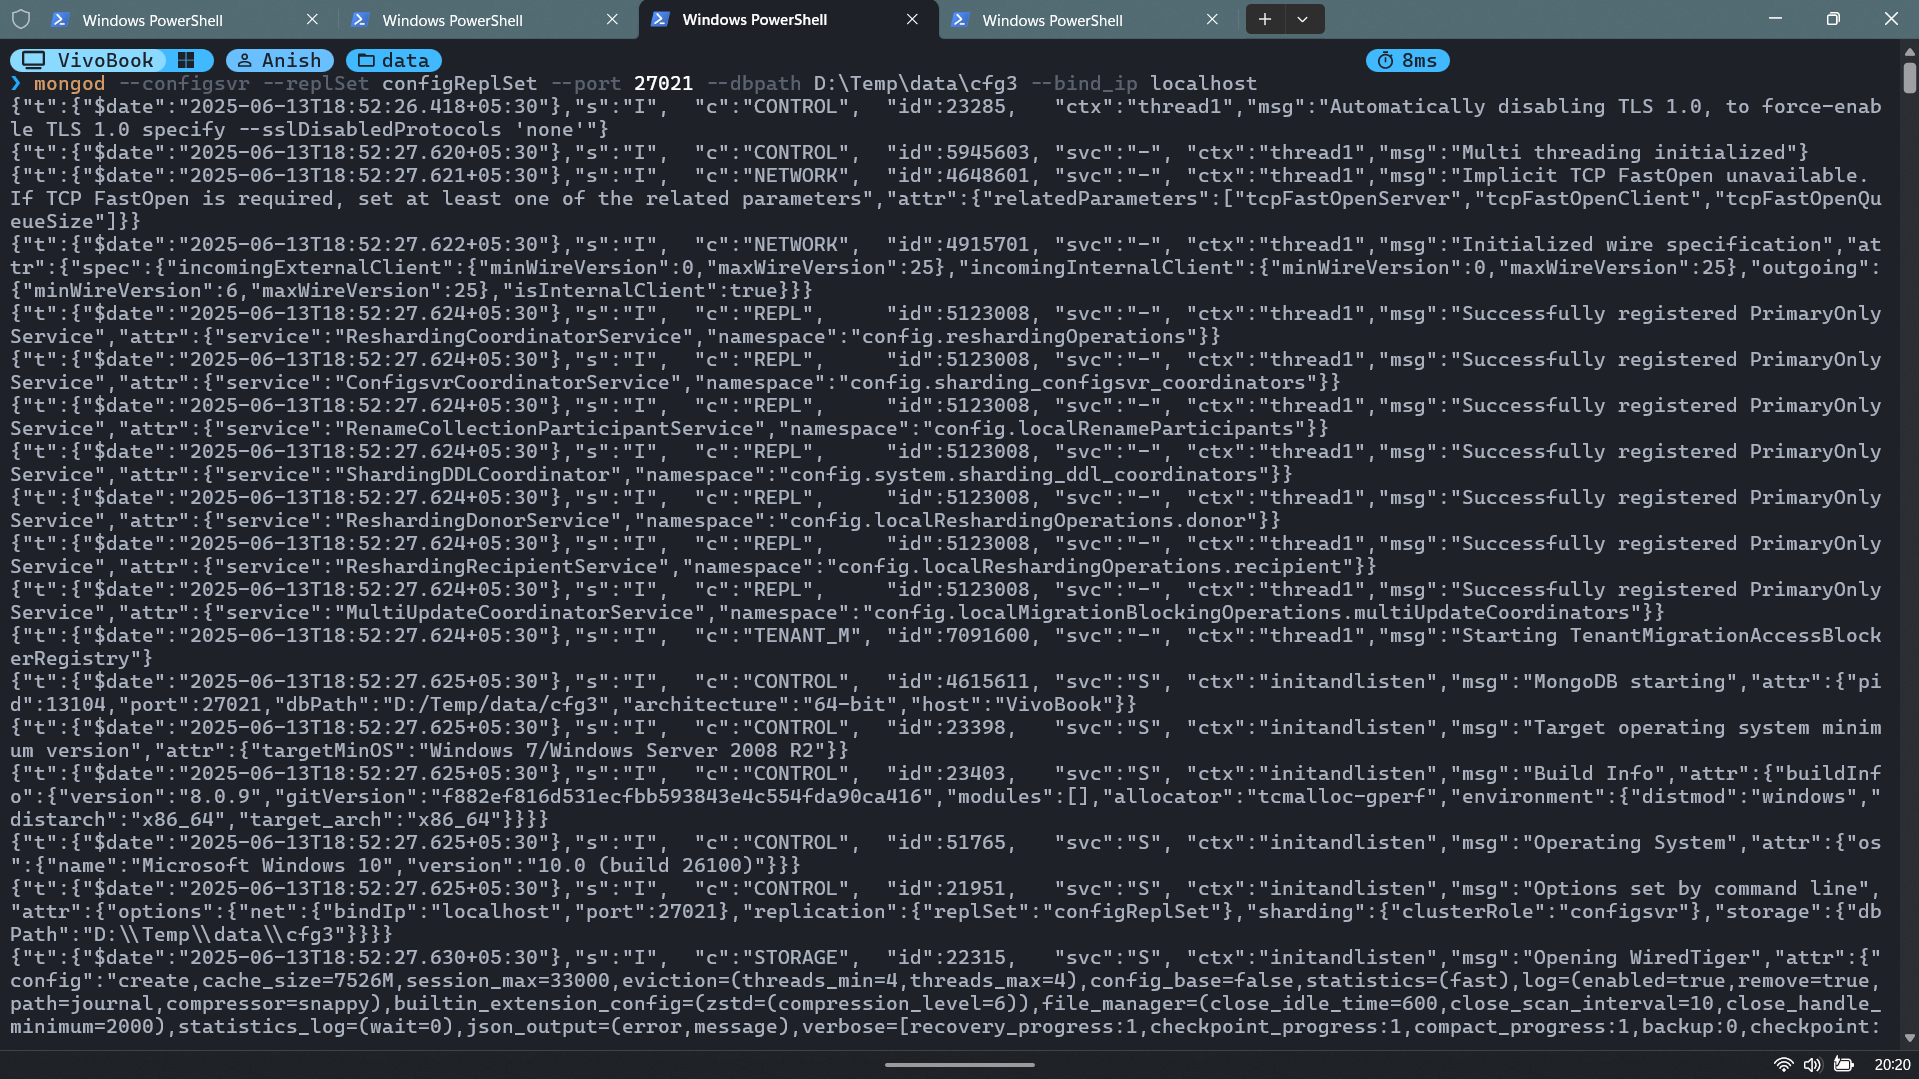 Windows PowerShell
Windows PowerShell
Windows PowerShell
Windows PowerShell
VivoBook Anish data 8ms
❯ mongod --configsvr --replSet configReplSet --port 27021 --dbpath D:\Temp\data\cfg3 --bind_ip localhost
{"t":{"$date":"2025-06-13T18:52:26.418+05:30"},"s":"I",  "c":"CONTROL",  "id":23285,   "ctx":"thread1","msg":"Automatically disabling TLS 1.0, to force-enab
le TLS 1.0 specify --sslDisabledProtocols 'none'"}
{"t":{"$date":"2025-06-13T18:52:27.620+05:30"},"s":"I",  "c":"CONTROL",  "id":5945603, "svc":"-", "ctx":"thread1","msg":"Multi threading initialized"}
{"t":{"$date":"2025-06-13T18:52:27.621+05:30"},"s":"I",  "c":"NETWORK",  "id":4648601, "svc":"-", "ctx":"thread1","msg":"Implicit TCP FastOpen unavailable.
If TCP FastOpen is required, set at least one of the related parameters","attr":{"relatedParameters":["tcpFastOpenServer","tcpFastOpenClient","tcpFastOpenQu
eueSize"]}}
{"t":{"$date":"2025-06-13T18:52:27.622+05:30"},"s":"I",  "c":"NETWORK",  "id":4915701, "svc":"-", "ctx":"thread1","msg":"Initialized wire specification","at
tr":{"spec":{"incomingExternalClient":{"minWireVersion":0,"maxWireVersion":25},"incomingInternalClient":{"minWireVersion":0,"maxWireVersion":25},"outgoing":
{"minWireVersion":6,"maxWireVersion":25},"isInternalClient":true}}}
{"t":{"$date":"2025-06-13T18:52:27.624+05:30"},"s":"I",  "c":"REPL",     "id":5123008, "svc":"-", "ctx":"thread1","msg":"Successfully registered PrimaryOnly
Service","attr":{"service":"ReshardingCoordinatorService","namespace":"config.reshardingOperations"}}
{"t":{"$date":"2025-06-13T18:52:27.624+05:30"},"s":"I",  "c":"REPL",     "id":5123008, "svc":"-", "ctx":"thread1","msg":"Successfully registered PrimaryOnly
Service","attr":{"service":"ConfigsvrCoordinatorService","namespace":"config.sharding_configsvr_coordinators"}}
{"t":{"$date":"2025-06-13T18:52:27.624+05:30"},"s":"I",  "c":"REPL",     "id":5123008, "svc":"-", "ctx":"thread1","msg":"Successfully registered PrimaryOnly
Service","attr":{"service":"RenameCollectionParticipantService","namespace":"config.localRenameParticipants"}}
{"t":{"$date":"2025-06-13T18:52:27.624+05:30"},"s":"I",  "c":"REPL",     "id":5123008, "svc":"-", "ctx":"thread1","msg":"Successfully registered PrimaryOnly
Service","attr":{"service":"ShardingDDLCoordinator","namespace":"config.system.sharding_ddl_coordinators"}}
{"t":{"$date":"2025-06-13T18:52:27.624+05:30"},"s":"I",  "c":"REPL",     "id":5123008, "svc":"-", "ctx":"thread1","msg":"Successfully registered PrimaryOnly
Service","attr":{"service":"ReshardingDonorService","namespace":"config.localReshardingOperations.donor"}}
{"t":{"$date":"2025-06-13T18:52:27.624+05:30"},"s":"I",  "c":"REPL",     "id":5123008, "svc":"-", "ctx":"thread1","msg":"Successfully registered PrimaryOnly
Service","attr":{"service":"ReshardingRecipientService","namespace":"config.localReshardingOperations.recipient"}}
{"t":{"$date":"2025-06-13T18:52:27.624+05:30"},"s":"I",  "c":"REPL",     "id":5123008, "svc":"-", "ctx":"thread1","msg":"Successfully registered PrimaryOnly
Service","attr":{"service":"MultiUpdateCoordinatorService","namespace":"config.localMigrationBlockingOperations.multiUpdateCoordinators"}}
{"t":{"$date":"2025-06-13T18:52:27.624+05:30"},"s":"I",  "c":"TENANT_M", "id":7091600, "svc":"-", "ctx":"thread1","msg":"Starting TenantMigrationAccessBlock
erRegistry"}
{"t":{"$date":"2025-06-13T18:52:27.625+05:30"},"s":"I",  "c":"CONTROL",  "id":4615611, "svc":"S", "ctx":"initandlisten","msg":"MongoDB starting","attr":{"pi
d":13104,"port":27021,"dbPath":"D:/Temp/data/cfg3","architecture":"64-bit","host":"VivoBook"}}
{"t":{"$date":"2025-06-13T18:52:27.625+05:30"},"s":"I",  "c":"CONTROL",  "id":23398,   "svc":"S", "ctx":"initandlisten","msg":"Target operating system minim
um version","attr":{"targetMinOS":"Windows 7/Windows Server 2008 R2"}}
{"t":{"$date":"2025-06-13T18:52:27.625+05:30"},"s":"I",  "c":"CONTROL",  "id":23403,   "svc":"S", "ctx":"initandlisten","msg":"Build Info","attr":{"buildInf
o":{"version":"8.0.9","gitVersion":"f882ef816d531ecfbb593843e4c554fda90ca416","modules":[],"allocator":"tcmalloc-gperf","environment":{"distmod":"windows","
distarch":"x86_64","target_arch":"x86_64"}}}}
{"t":{"$date":"2025-06-13T18:52:27.625+05:30"},"s":"I",  "c":"CONTROL",  "id":51765,   "svc":"S", "ctx":"initandlisten","msg":"Operating System","attr":{"os
":{"name":"Microsoft Windows 10","version":"10.0 (build 26100)"}}}
{"t":{"$date":"2025-06-13T18:52:27.625+05:30"},"s":"I",  "c":"CONTROL",  "id":21951,   "svc":"S", "ctx":"initandlisten","msg":"Options set by command line",
"attr":{"options":{"net":{"bindIp":"localhost","port":27021},"replication":{"replSet":"configReplSet"},"sharding":{"clusterRole":"configsvr"},"storage":{"db
Path":"D:\\Temp\\data\\cfg3"}}}}
{"t":{"$date":"2025-06-13T18:52:27.630+05:30"},"s":"I",  "c":"STORAGE",  "id":22315,   "svc":"S", "ctx":"initandlisten","msg":"Opening WiredTiger","attr":{"
config":"create,cache_size=7526M,session_max=33000,eviction=(threads_min=4,threads_max=4),config_base=false,statistics=(fast),log=(enabled=true,remove=true,
path=journal,compressor=snappy),builtin_extension_config=(zstd=(compression_level=6)),file_manager=(close_idle_time=600,close_scan_interval=10,close_handle_
minimum=2000),statistics_log=(wait=0),json_output=(error,message),verbose=[recovery_progress:1,checkpoint_progress:1,compact_progress:1,backup:0,checkpoint:
20:20